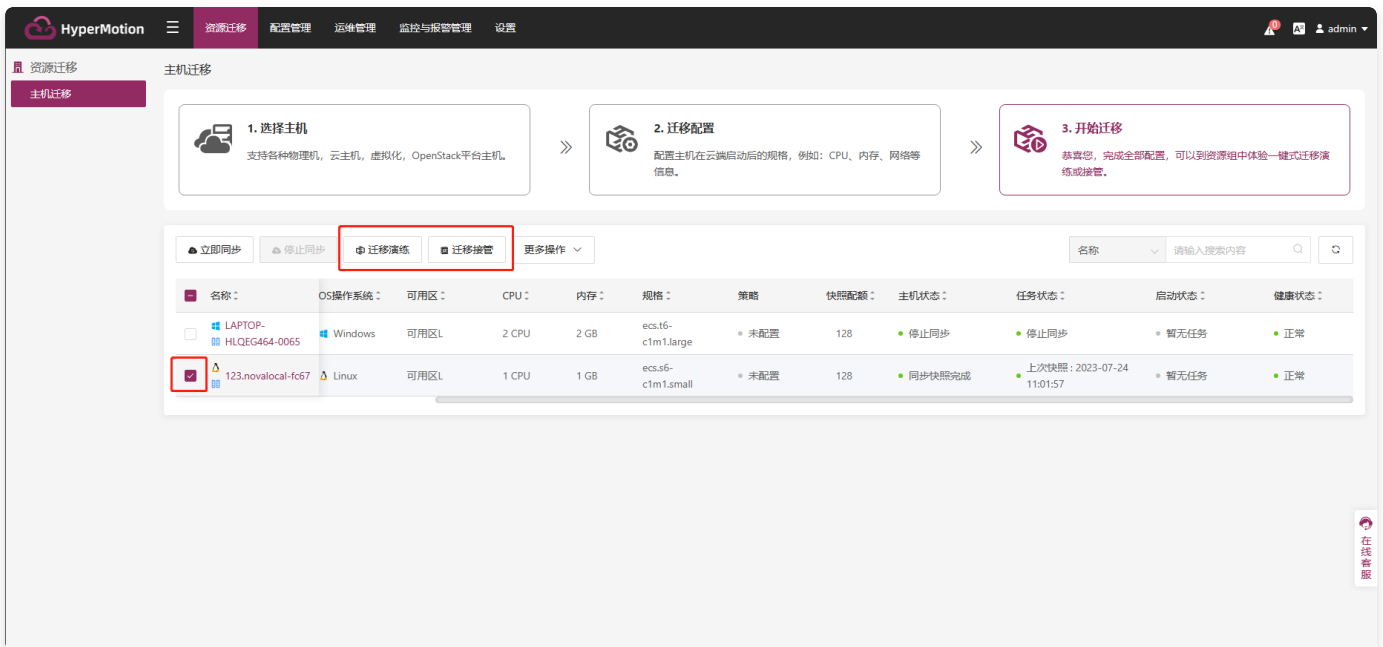 HyperMotion 资源迁移 配置管理 运维管理 监控与报警管理 设置 0 admin
资源迁移
主机迁移
主机迁移
1. 选择主机
支持各种物理机，云主机，虚拟化，OpenStack平台主机。
2. 迁移配置
配置主机在云端启动后的规格，例如：CPU、内存、网络等
信息。
3. 开始迁移
恭喜您，完成全部配置，可以到资源组中体验一键式迁移演
练或接管。
立即同步 停止同步 迁移演练 迁移接管 更多操作 名称 请输入搜索内容
名称 OS操作系统 可用区 CPU 内存 规格 策略 快照配额 主机状态 任务状态 启动状态 健康状态
LAPTOP-
HLQEG464-0065
Windows 可用区L 2 CPU 2 GB
ecs.t6-
c1m1.large
未配置 128 停止同步 停止同步 暂无任务 正常
123.novalocal-fc67 Linux 可用区L 1 CPU 1 GB
ecs.s6-
c1m1.small
未配置 128 同步快照完成
上次快照 : 2023-07-24
11:01:57
暂无任务 正常
在
线
客
服